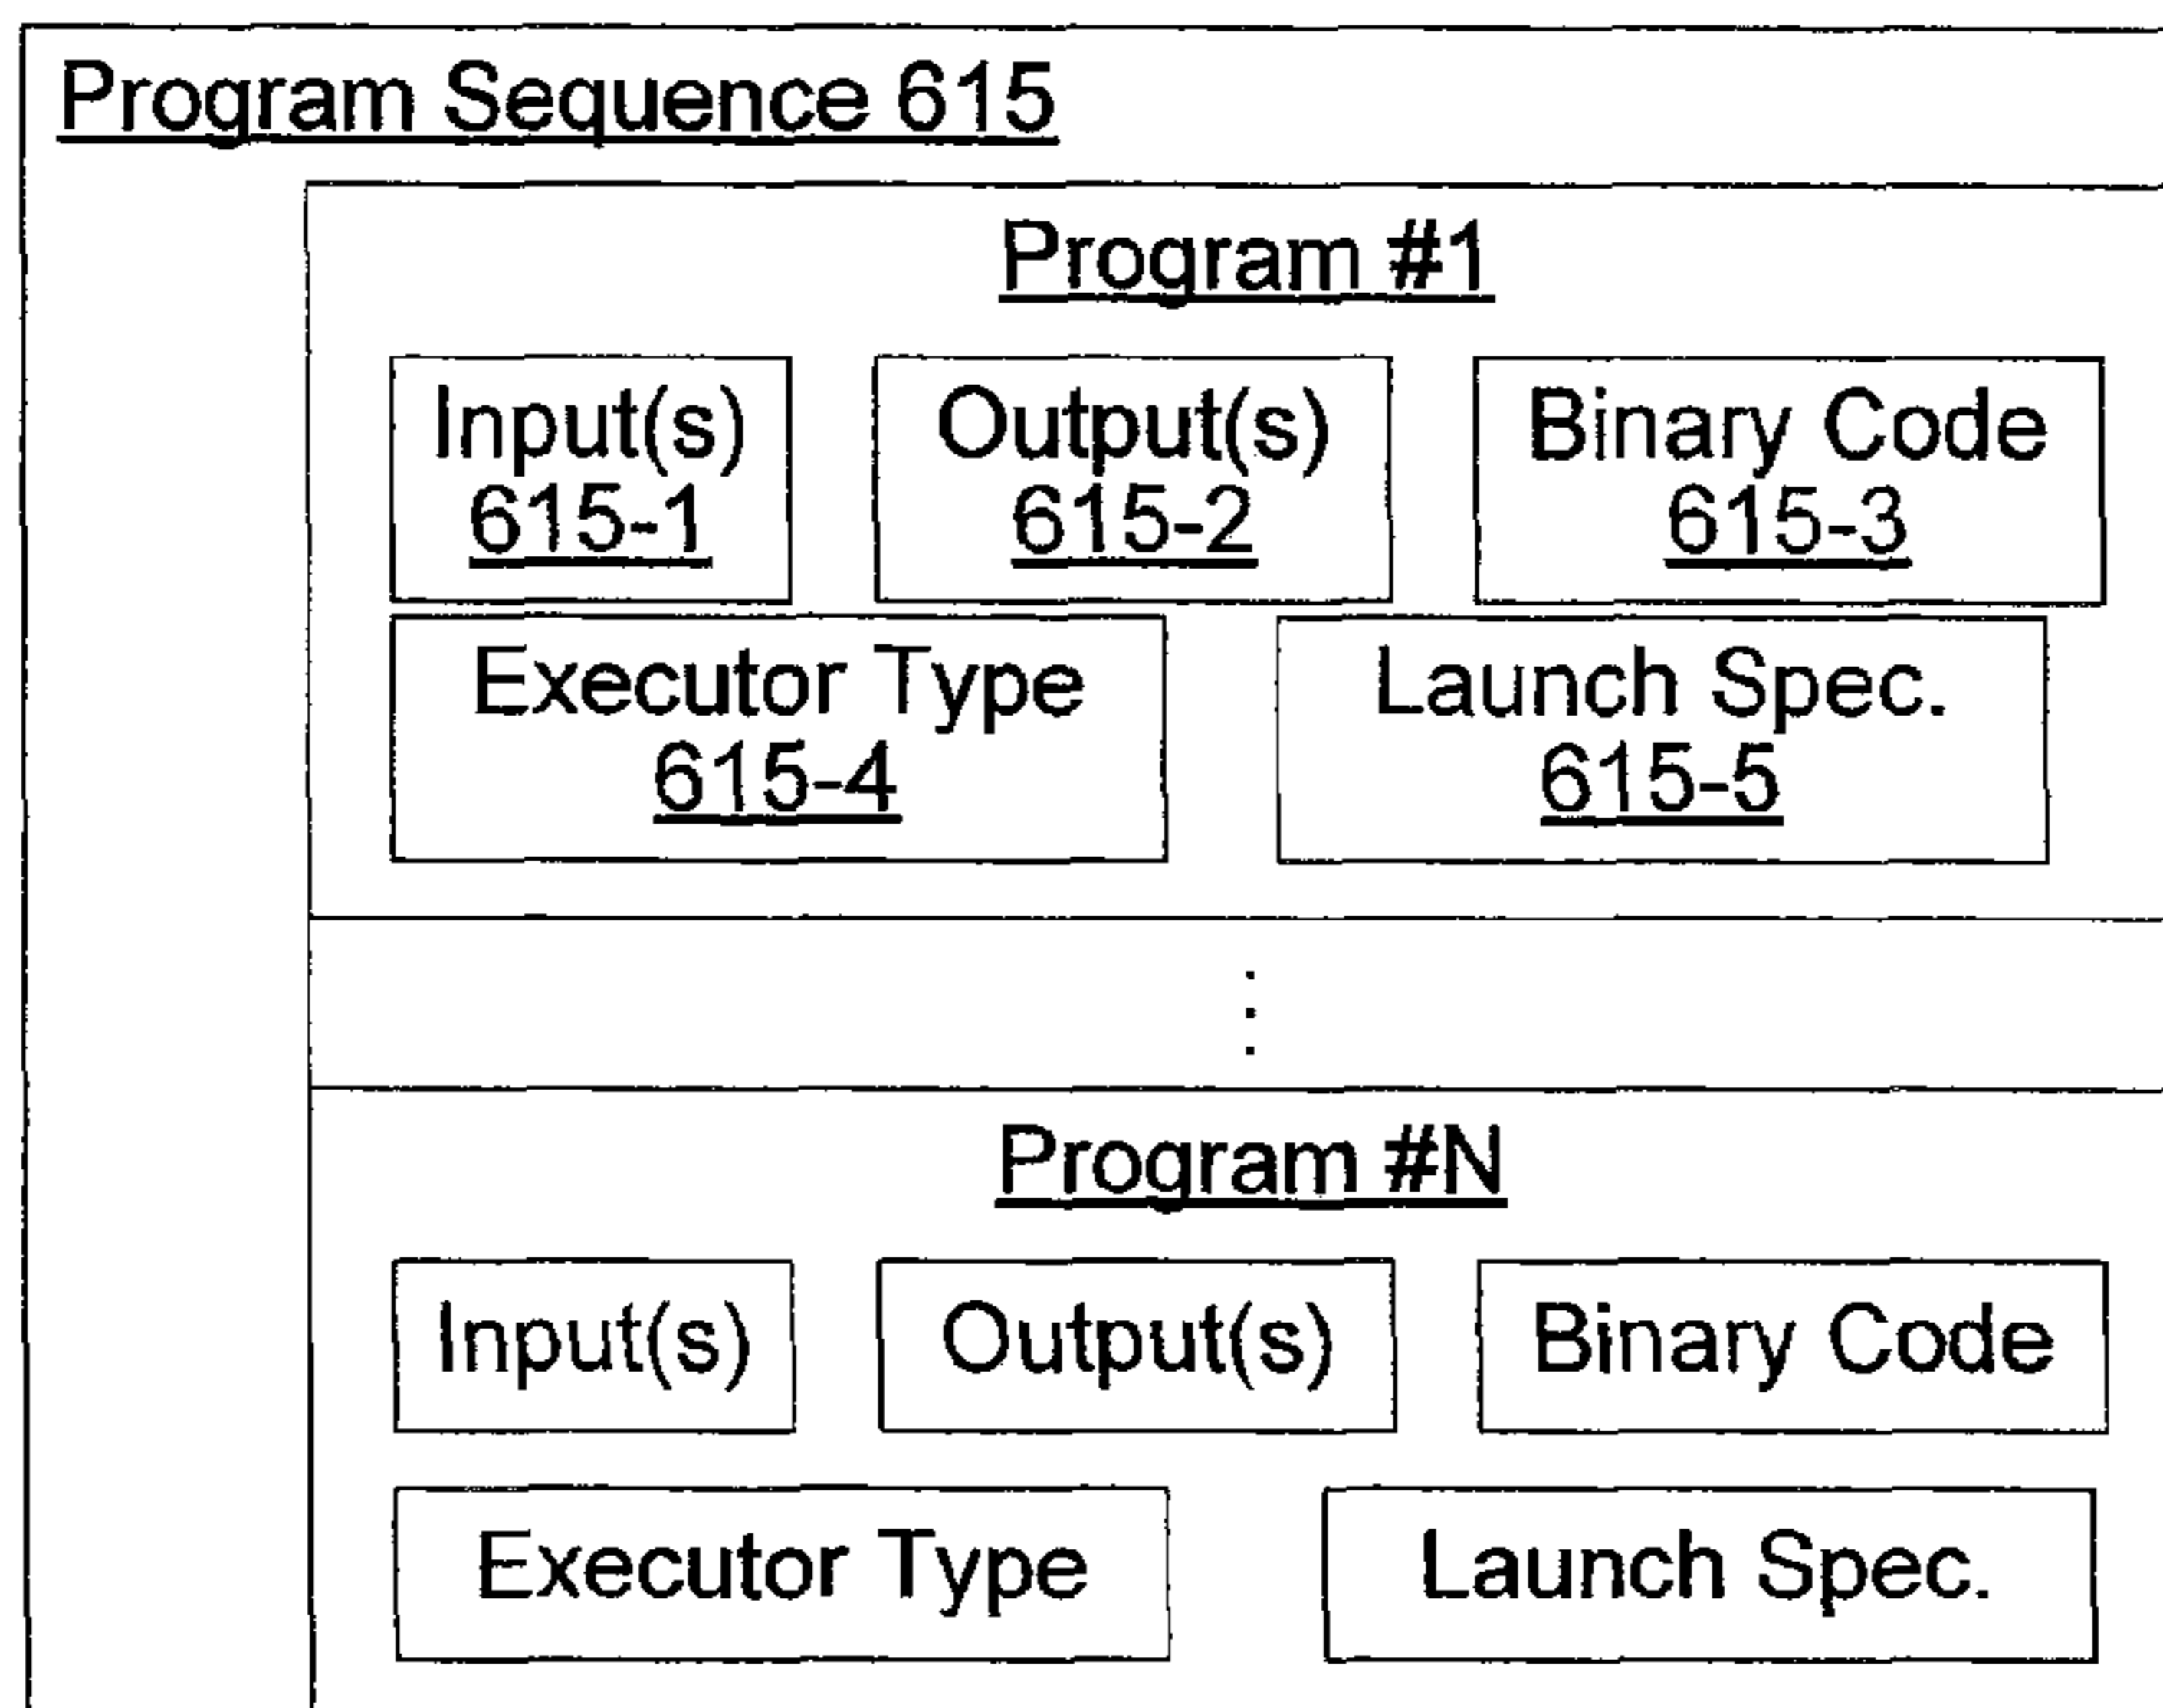 Program Sequence 615
Program #1
Input(s)
615-1
Output(s)
615-2
Binary Code
615-3
Executor Type
615-4
Launch Spec.
615-5
Program #N
Input(s)
Output(s)
Binary Code
Executor Type
Launch Spec.